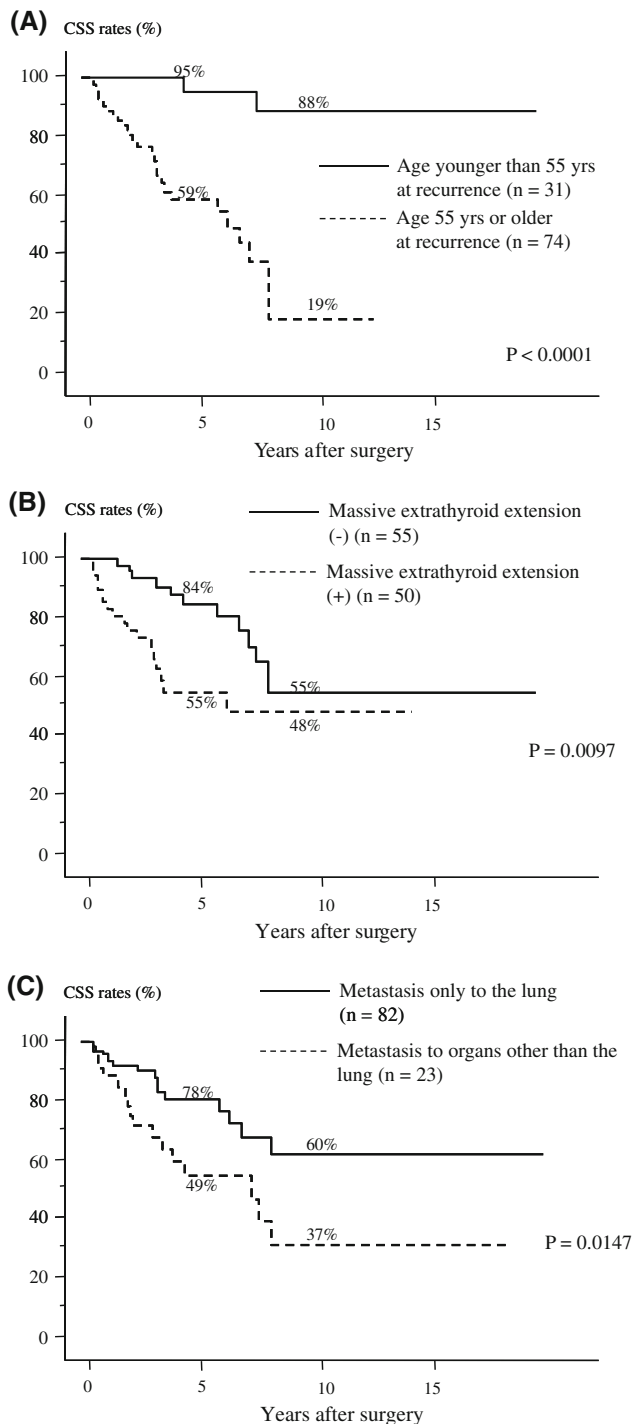 (A) CSS rates (%)
100
80
60
40
20
0
95%
88%
59%
19%
Age younger than 55 yrs
at recurrence (n = 31)
Age 55 yrs or older
at recurrence (n = 74)
P < 0.0001
0 5 10 15
Years after surgery
(B) CSS rates (%)
Massive extrathyroid extension
(-) (n = 55)
Massive extrathyroid extension
(+) (n = 50)
100
80
60
40
20
0
84%
55%
55%
48%
P = 0.0097
0 5 10 15
Years after surgery
(C) CSS rates (%)
Metastasis only to the lung
(n = 82)
Metastasis to organs other than the
lung (n = 23)
100
80
60
40
20
0
78%
60%
49%
37%
P = 0.0147
0 5 10 15
Years after surgery